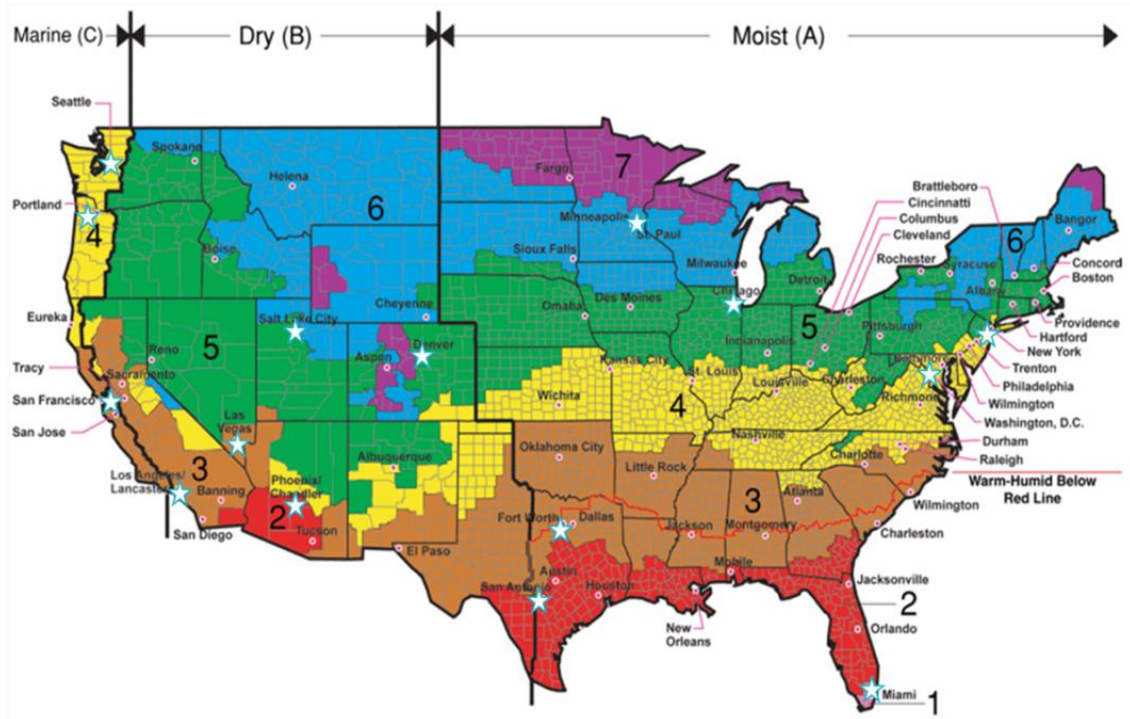 Marine (C)
Dry (B)
Moist (A)
Seattle
Spokane
Helena
Fargo
7
Brattleboro
Cincinnatti
Columbus
Cleveland
Portland
4
6
Minneapolis
St. Paul
6
Bangor
Boise
Sioux Falls
Milwaukee
Rochester
Syracuse
Concord
Boston
Detroit
Albany
Cheyenne
Omaha
Des Moines
Chicago
Eureka
Salt Lake City
5
Pittsburgh
Providence
Hartford
Reno
5
Aspen
Denver
Indianapolis
New York
Tracy
Sacramento
Kansas City
St. Louis
Baltimore
Trenton
Philadelphia
San Francisco
Wichita
4
Louisville
Charleston
Richmond
Wilmington
San Jose
Las
Vegas
Washington, D.C.
Nashville
Durham
Albuquerque
Oklahoma City
Charlotte
Raleigh
3
Los Angeles/
Lancaster
Banning
Phoenix/
Chandler
Little Rock
3
Atlanta
Warm-Humid Below
Red Line
2
Wilmington
San Diego
Tucson
Fort Worth
Dallas
Jackson
Montgomery
Charleston
El Paso
Mobile
Austin
San Antonio
Houston
Jacksonville
2
New
Orleans
Orlando
Miami
1